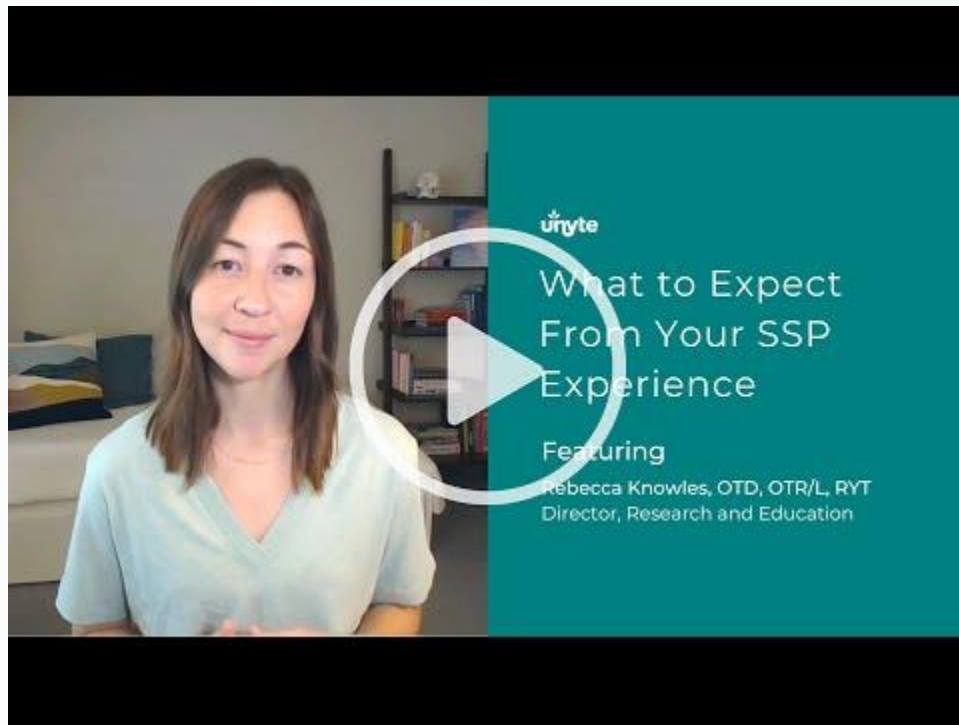 unyte
What to Expect
From Your SSP
Experience
Featuring
Rebecca Knowles, OTD, OTR/L, RYT
Director, Research and Education